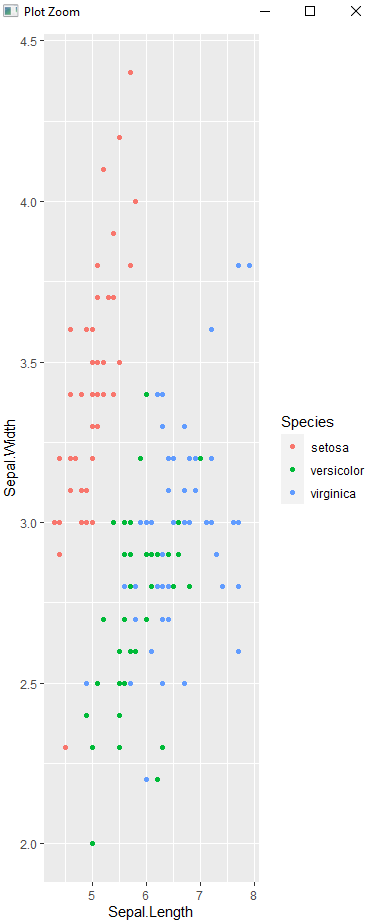 Plot Zoom
4.5
4.0
3.5
3.0
2.5
2.0
Sepal.Width
5 6 7 8
Sepal.Length
Species
setosa
versicolor
virginica